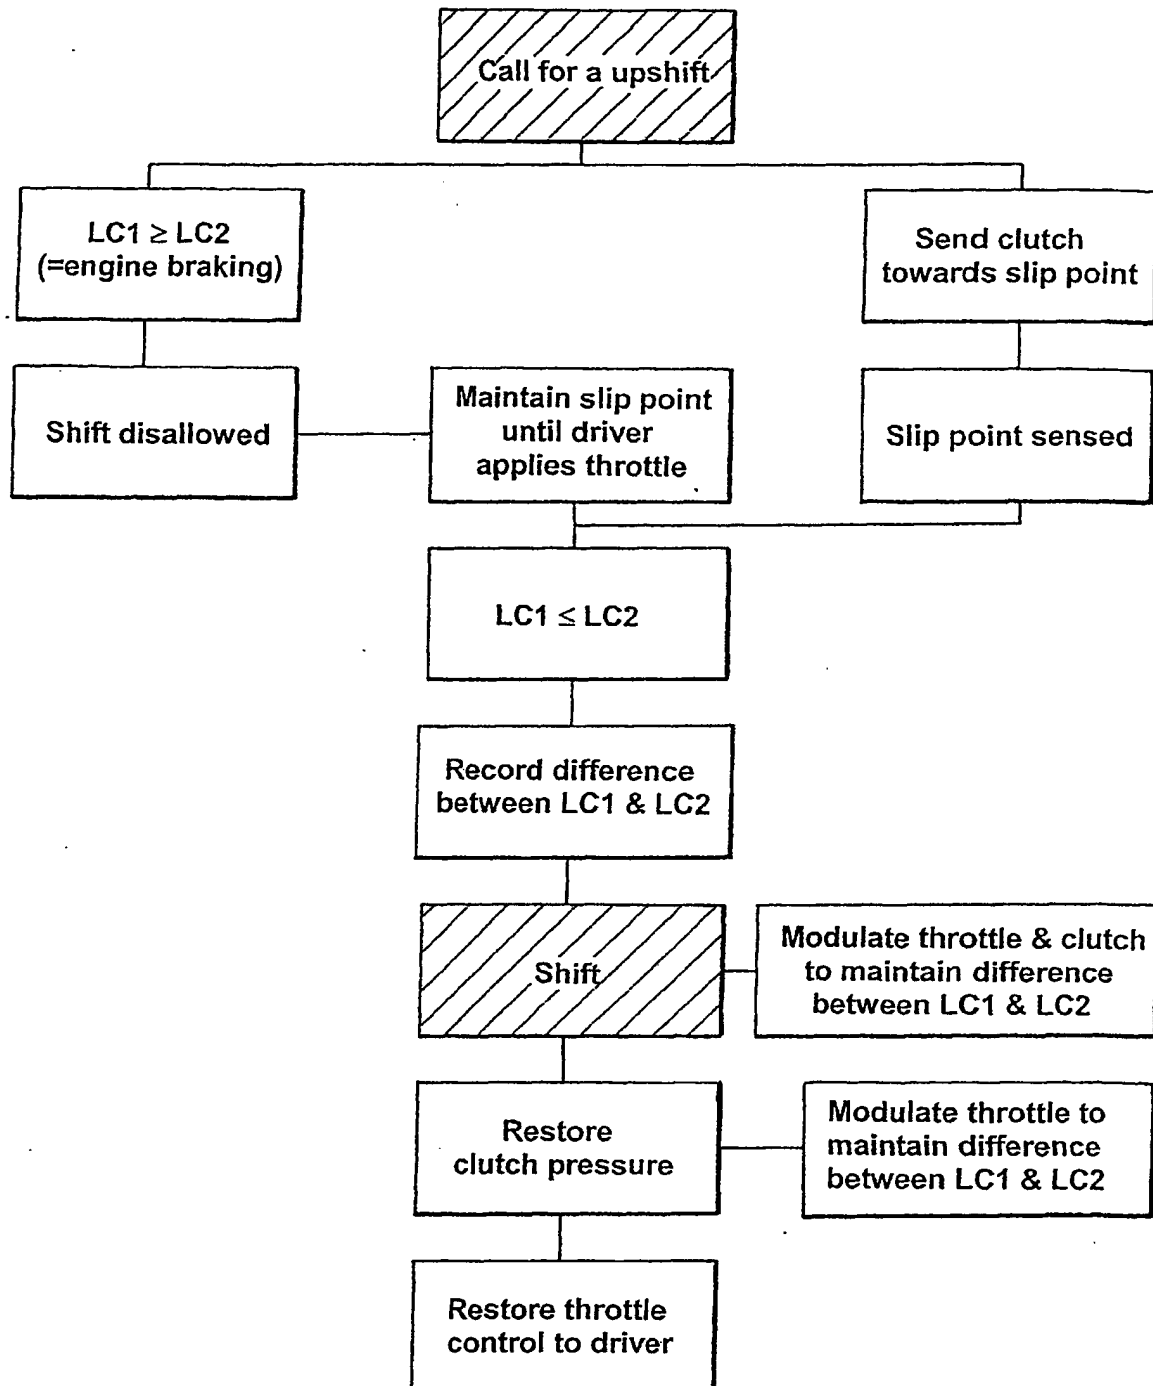 Call for a upshift
LC1 ≥ LC2
(=engine braking)
Send clutch
towards slip point
Shift disallowed
Maintain slip point
until driver
applies throttle
Slip point sensed
LC1 ≤ LC2
Record difference
between LC1 & LC2
Shift
Modulate throttle & clutch
to maintain difference
between LC1 & LC2
Restore
clutch pressure
Modulate throttle to
maintain difference
between LC1 & LC2
Restore throttle
control to driver